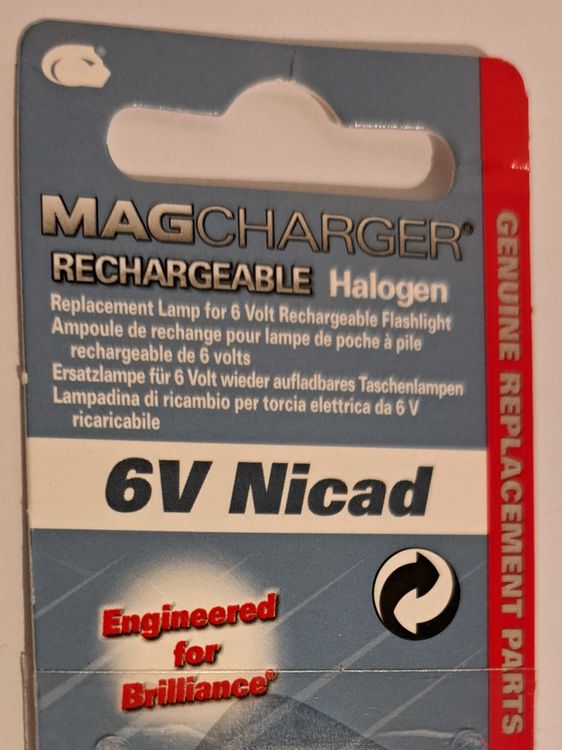 MAGCHARGER®
RECHARGEABLE Halogen
Replacement Lamp for 6 Volt Rechargeable Flashlight
Ampoule de rechange pour lampe de poche à pile
rechargeable de 6 volts
Ersatzlampe für 6 Volt wieder aufladbares Taschenlampen
Lampadina di ricambio per torcia elettrica da 6 V
ricaricabile
6V Nicad
Engineered
for
Brilliance®
GENUINE REPLACEMENT PARTS